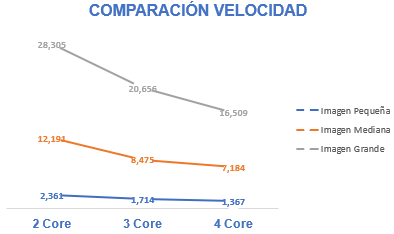 COMPARACIÓN VELOCIDAD
28,305
20,656
16,509
12,191
8,475
7,184
2,361
1,714
1,367
2 Core
3 Core
4 Core
Imagen Pequeña
Imagen Mediana
Imagen Grande